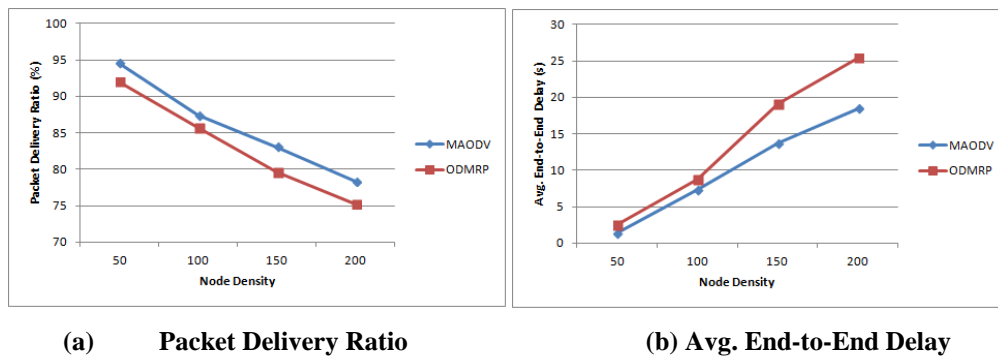 100
95
90
85
80
75
70
Packet Delivery Ratio (%)
50 100 150 200
Node Density
MAODV
ODMRP
30
25
20
15
10
5
0
Avg. End-to-End Delay (s)
50 100 150 200
Node Density
MAODV
ODMRP
(a) Packet Delivery Ratio
(b) Avg. End-to-End Delay